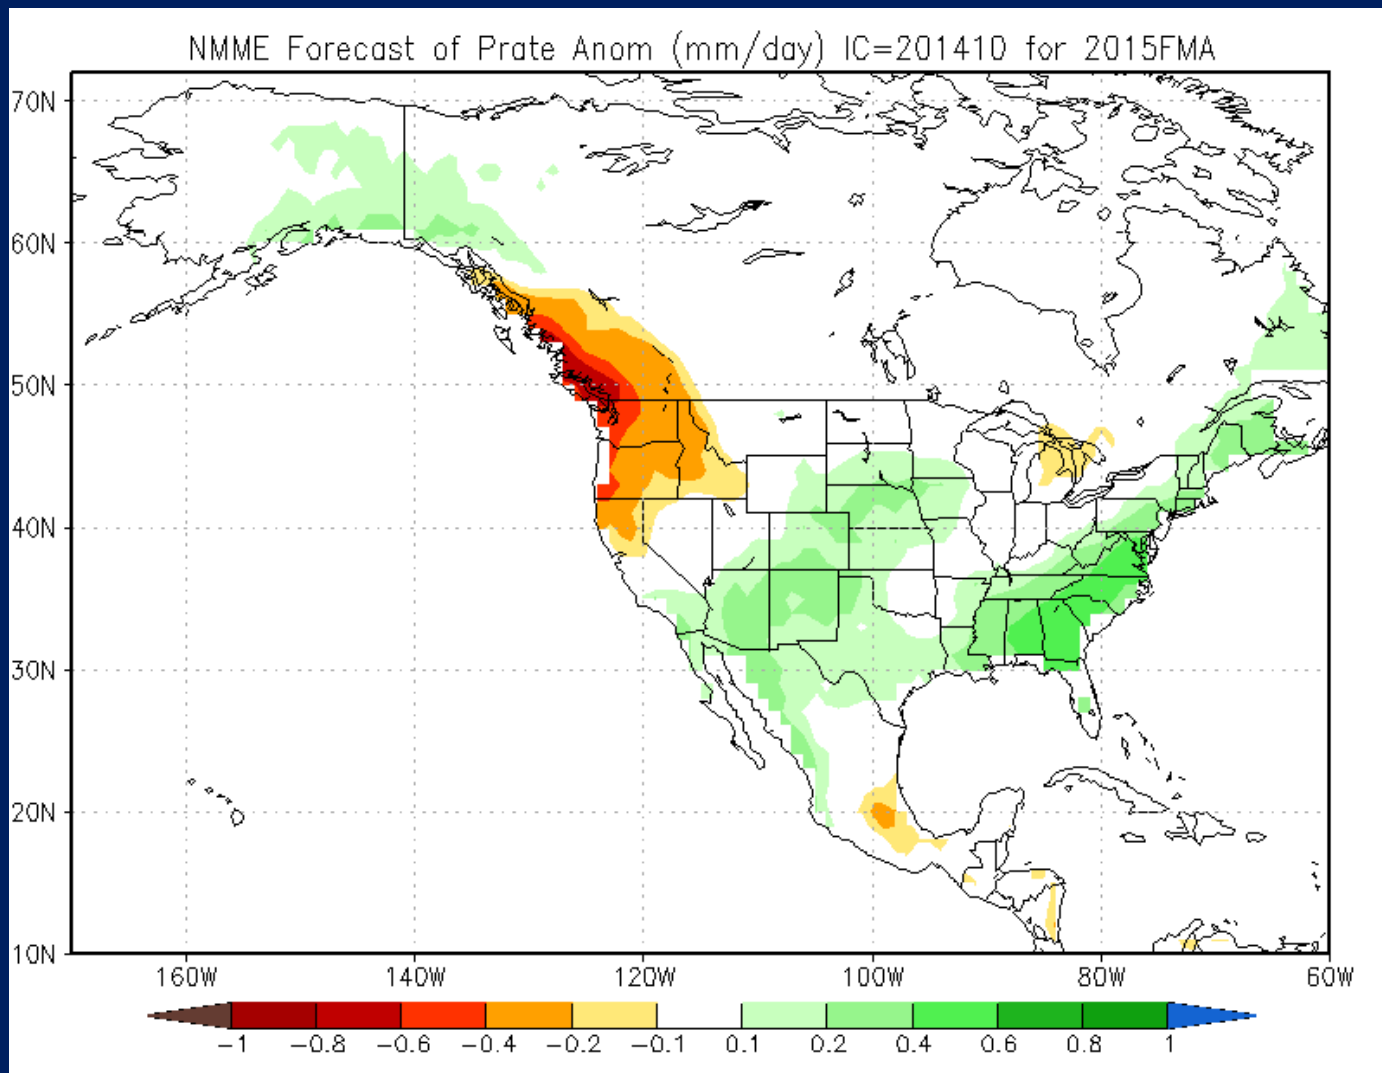 NMME Forecast of Prate Anom (mm/day) IC=201410 for 2015FMA
70N
60N
50N
40N
30N
20N
10N
160W 140W 120W 100W 80W 60W
-1 -0.8 -0.6 -0.4 -0.2 -0.1 0.1 0.2 0.4 0.6 0.8 1